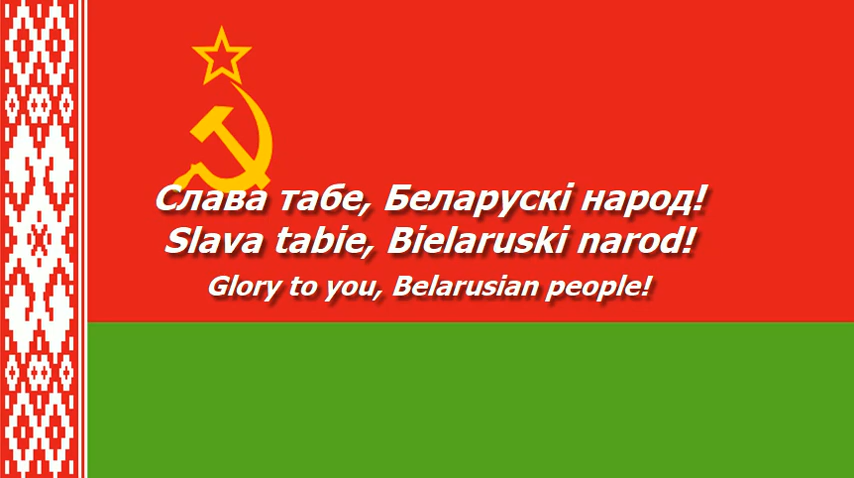 Слава табе, Беларускі народ!
Slava tabie, Bielaruski narod!
Glory to you, Belarusian people!